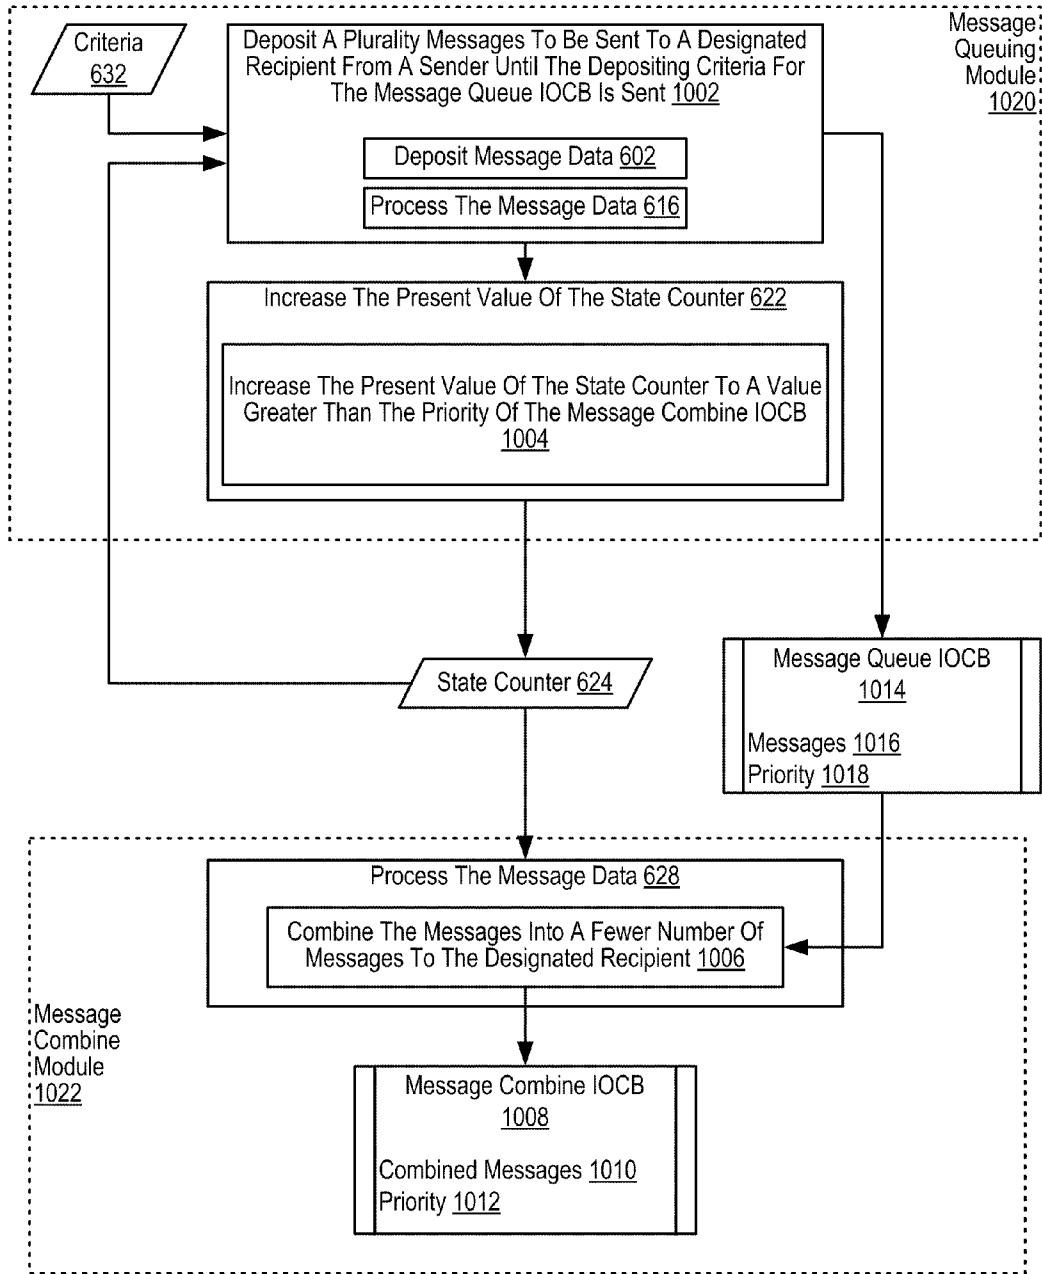 Criteria
632
Deposit A Plurality Messages To Be Sent To A Designated
Recipient From A Sender Until The Depositing Criteria For
The Message Queue IOCB Is Sent 1002
Deposit Message Data 602
Process The Message Data 616
Message
Queuing
Module
1020
Increase The Present Value Of The State Counter 622
Increase The Present Value Of The State Counter To A Value
Greater Than The Priority Of The Message Combine IOCB
1004
State Counter 624
Message Queue IOCB
1014
Messages 1016
Priority 1018
Process The Message Data 628
Combine The Messages Into A Fewer Number Of
Messages To The Designated Recipient 1006
Message
Combine
Module
1022
Message Combine IOCB
1008
Combined Messages 1010
Priority 1012